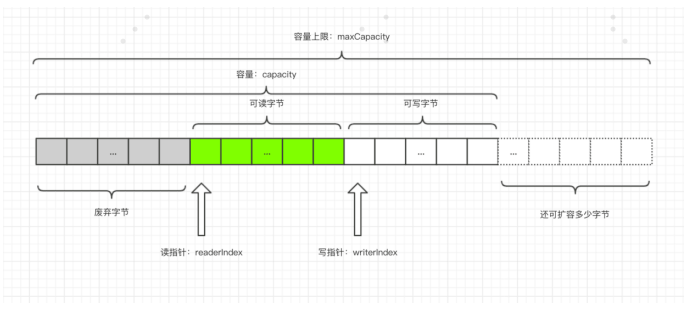 容量上限：maxCapacity
容量：capacity
可读字节
可写字节
...
...
...
...
废弃字节
还可扩容多少字节
读指针：readerIndex
写指针：writerIndex